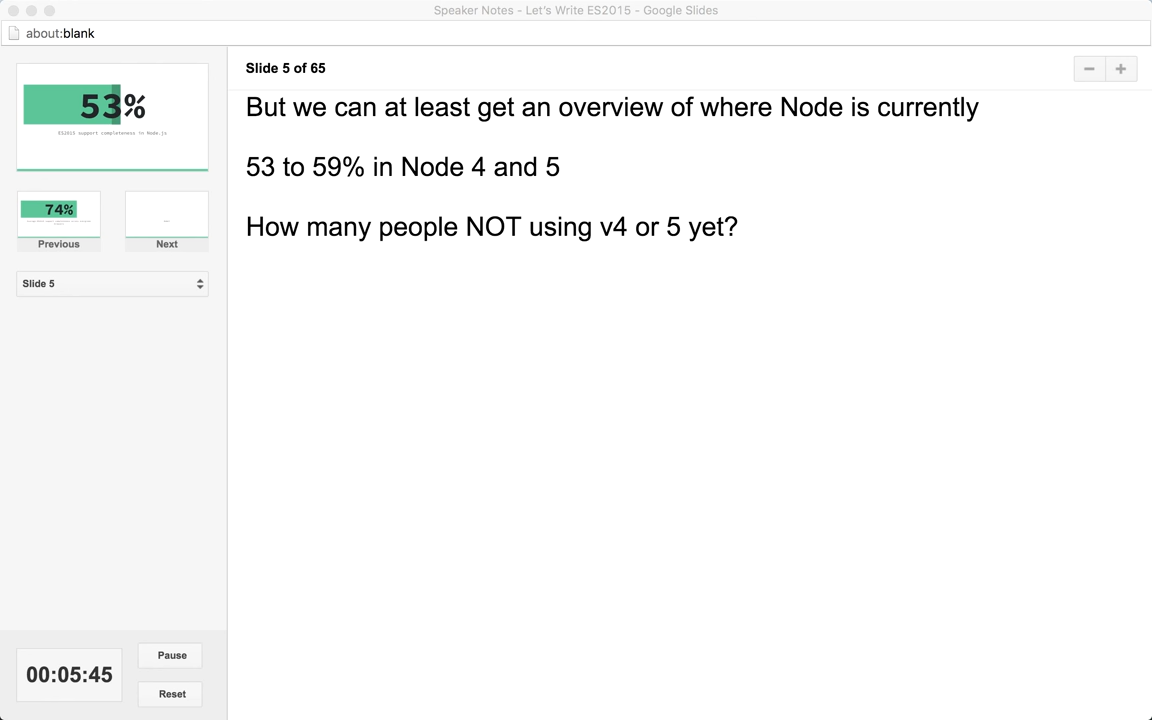 Speaker Notes - Let's Write ES2015 - Google Slides
about:blank
53%
ES2015 support completeness in Node.js
74%
Previous
Next
Slide 5
00:05:45
Pause
Reset
Slide 5 of 65
But we can at least get an overview of where Node is currently
53 to 59% in Node 4 and 5
How many people NOT using v4 or 5 yet?